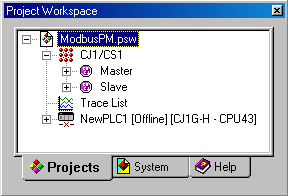 Project Workspace
ModbusPM.psw
CJ1/CS1
Master
Slave
Trace List
NewPLC1 [Offline] [CJ1G-H - CPU43]
Projects
System
Help